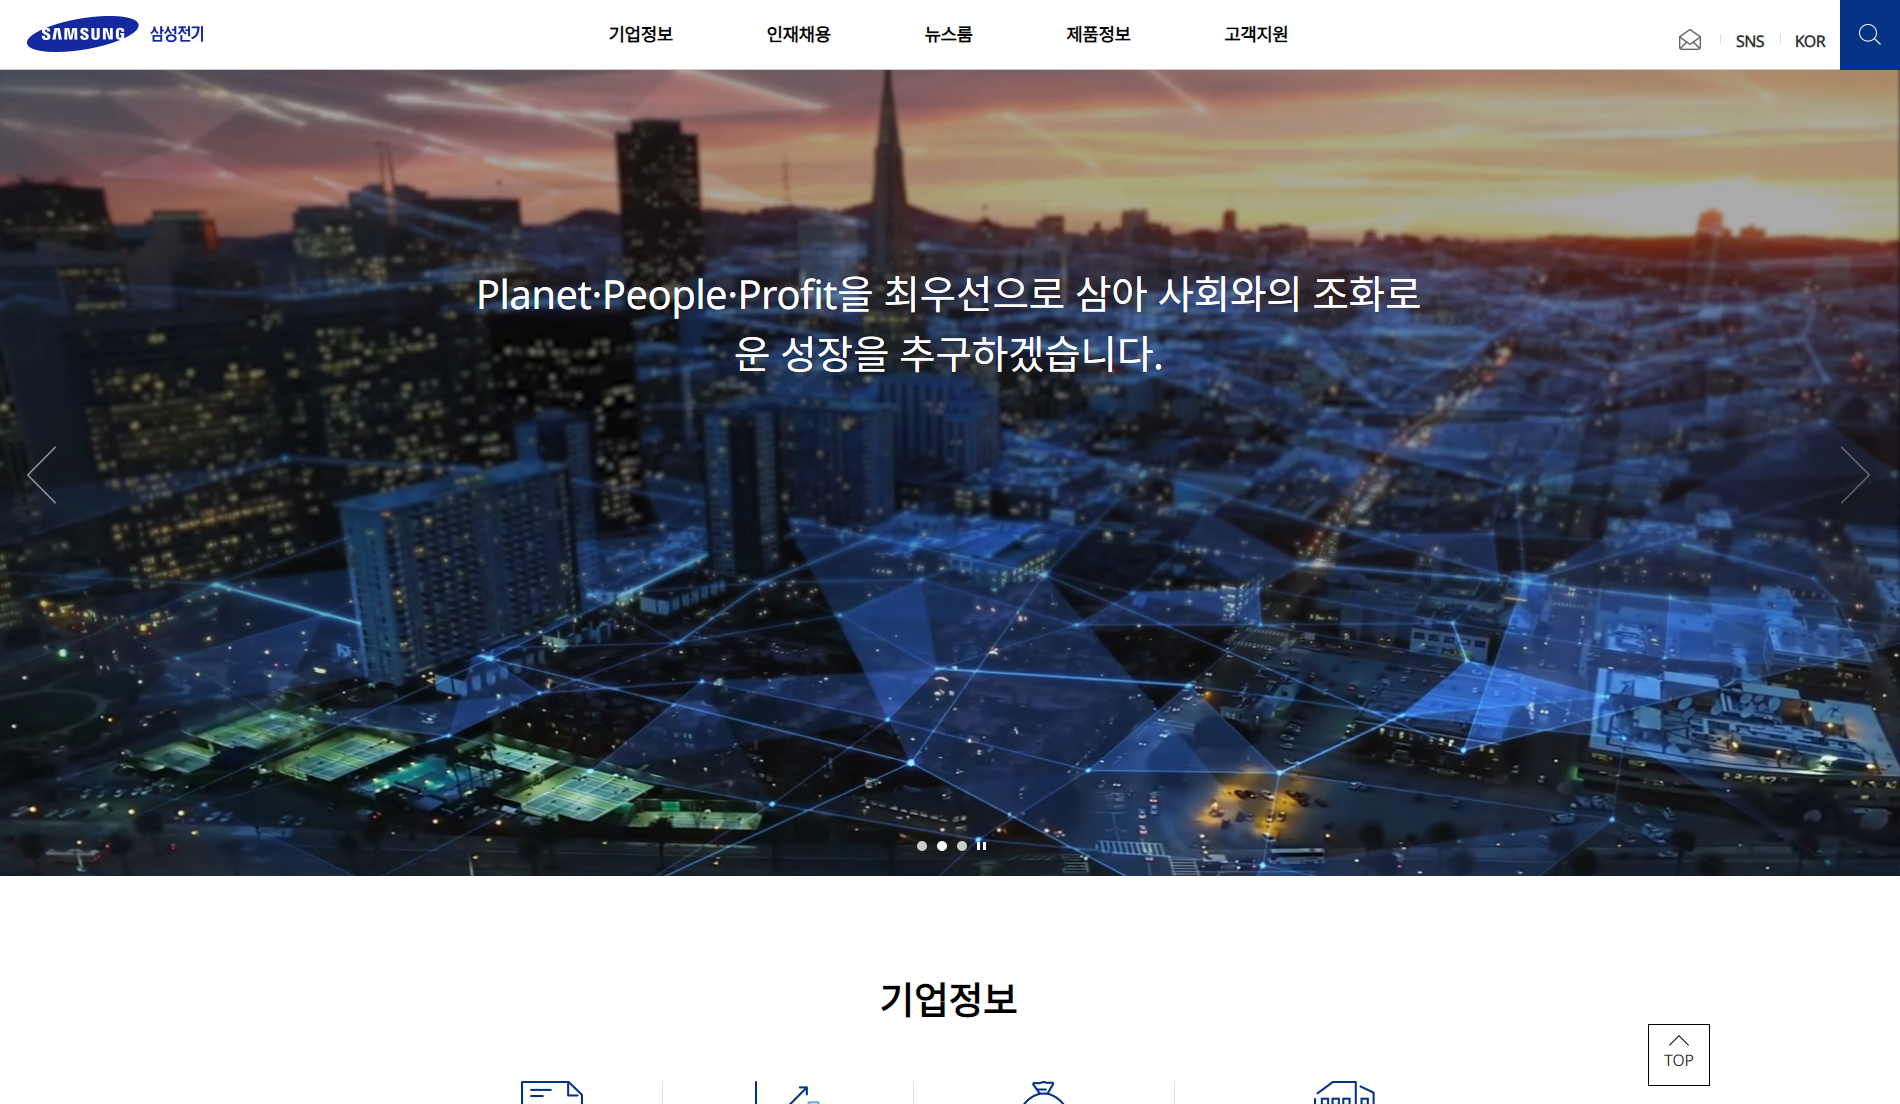 SAMSUNG 삼성전기
기업정보 인재채용 뉴스룸 제품정보 고객지원
SNS KOR
Planet·People·Profit을 최우선으로 삼아 사회와의 조화로
운 성장을 추구하겠습니다.
기업정보
TOP